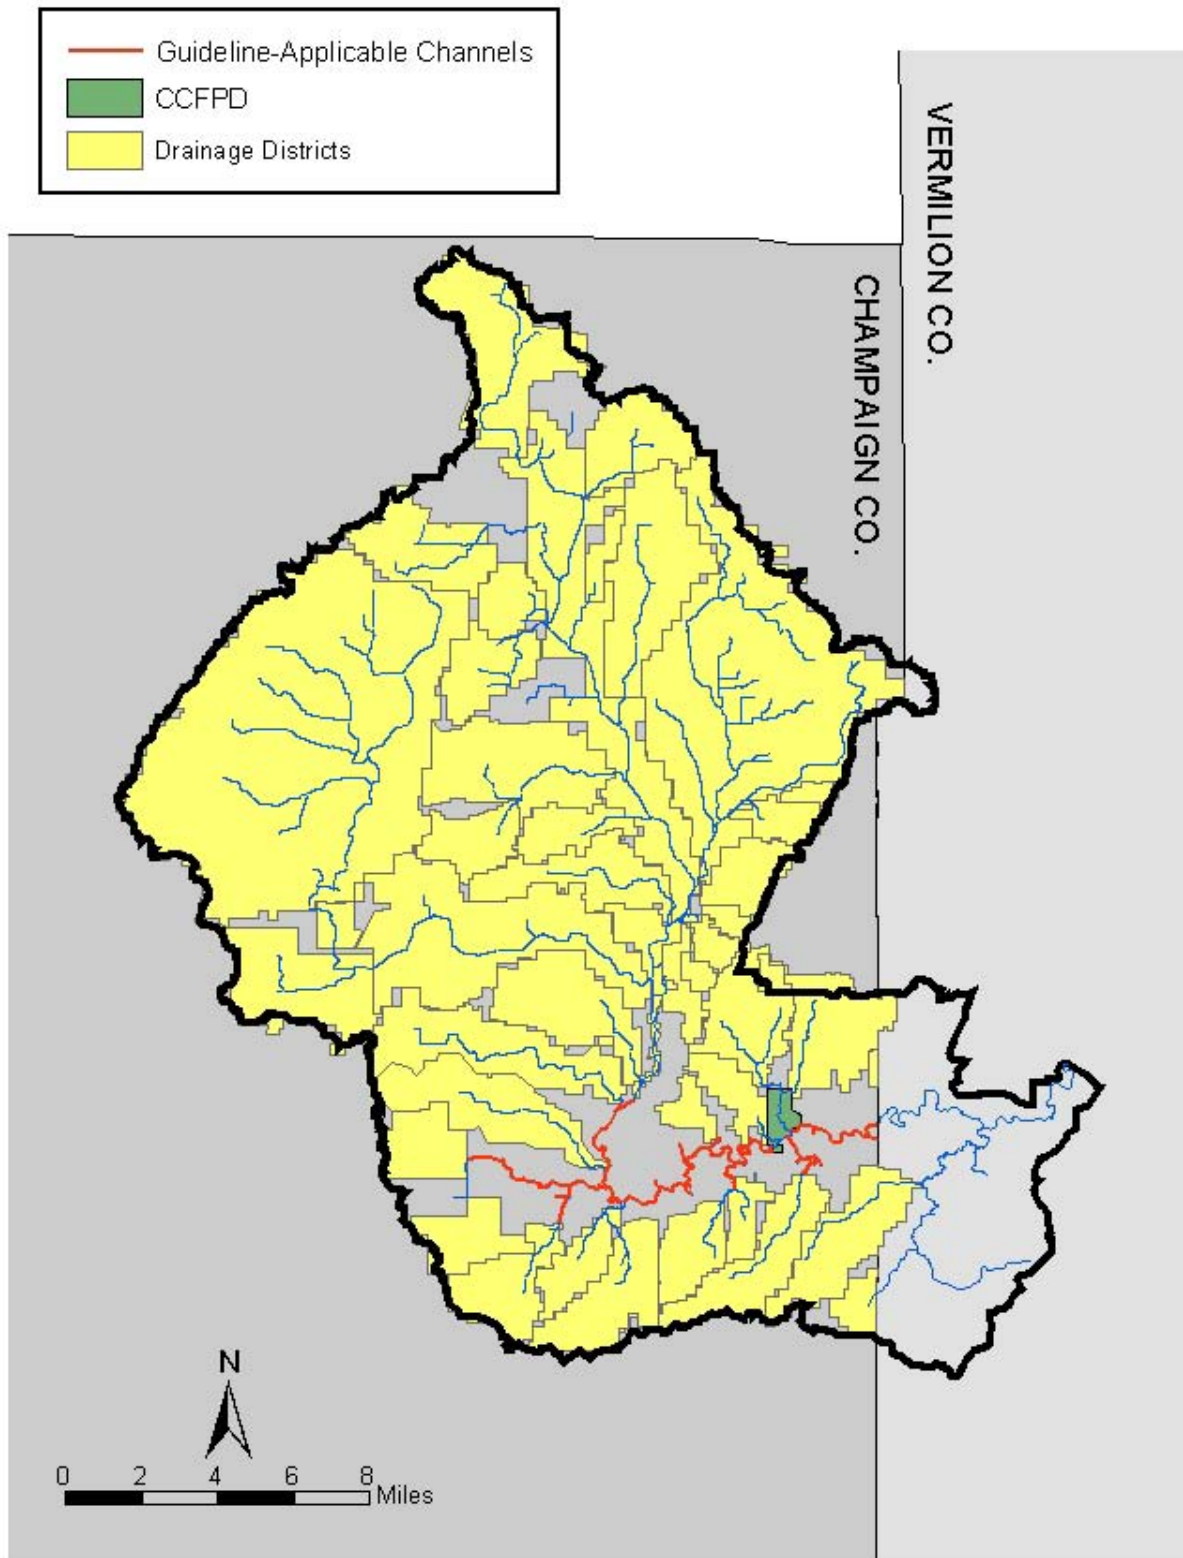 Guideline-Applicable Channels
CCFPD
Drainage Districts
VERMILION CO.
CHAMPAIGN CO.
N
0 2 4 6 8
Miles